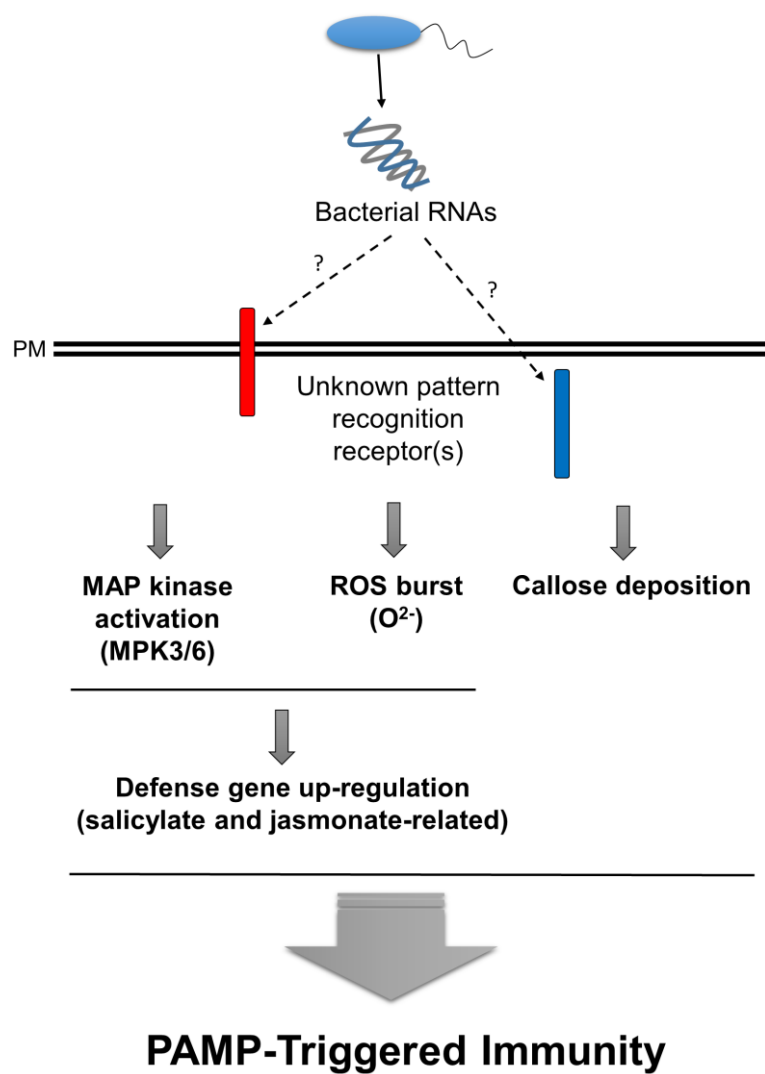 Bacterial RNAs
?
?
PM
Unknown pattern
recognition
receptor(s)
MAP kinase
activation
(MPK3/6)
ROS burst
(O²⁻)
Callose deposition
Defense gene up-regulation
(salicylate and jasmonate-related)
PAMP-Triggered Immunity